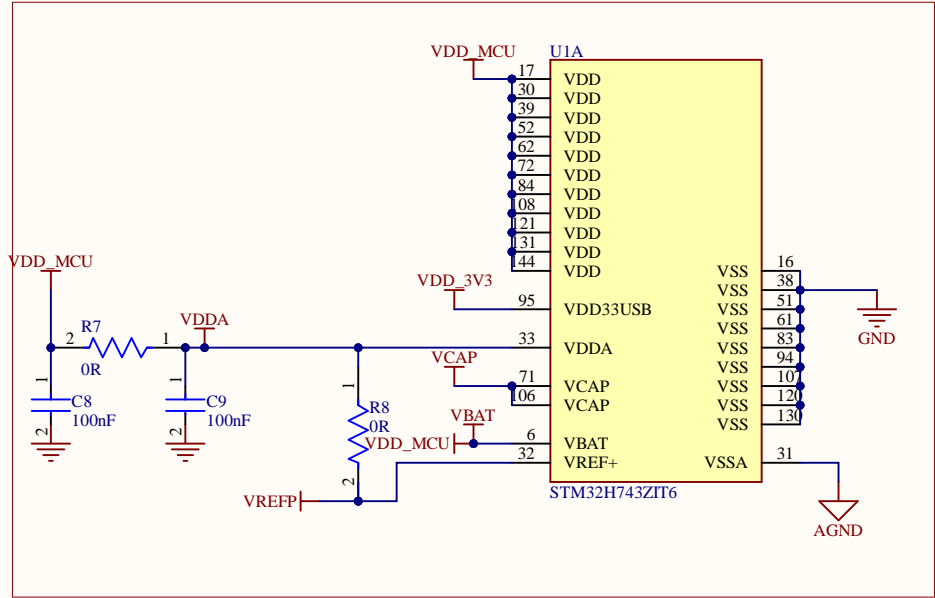 VDD_MCU
U1A
17 VDD
30 VDD
39 VDD
52 VDD
62 VDD
72 VDD
84 VDD
108 VDD
121 VDD
131 VDD
144 VDD
VSS 16
VSS 38
VSS 51
VSS 61
VSS 83
VSS 94
VSS 107
VSS 120
VSS 130
GND
VDD_MCU
VDD_3V3
95 VDD33USB
VDDA
R7
2 1
0R
33 VDDA
VCAP
71 VCAP
106 VCAP
1
C8
100nF
2
1
C9
100nF
2
1
R8
0R
2
VBAT
VDD_MCU
6 VBAT
32 VREF+
VSSA 31
VREFP
STM32H743ZIT6
AGND